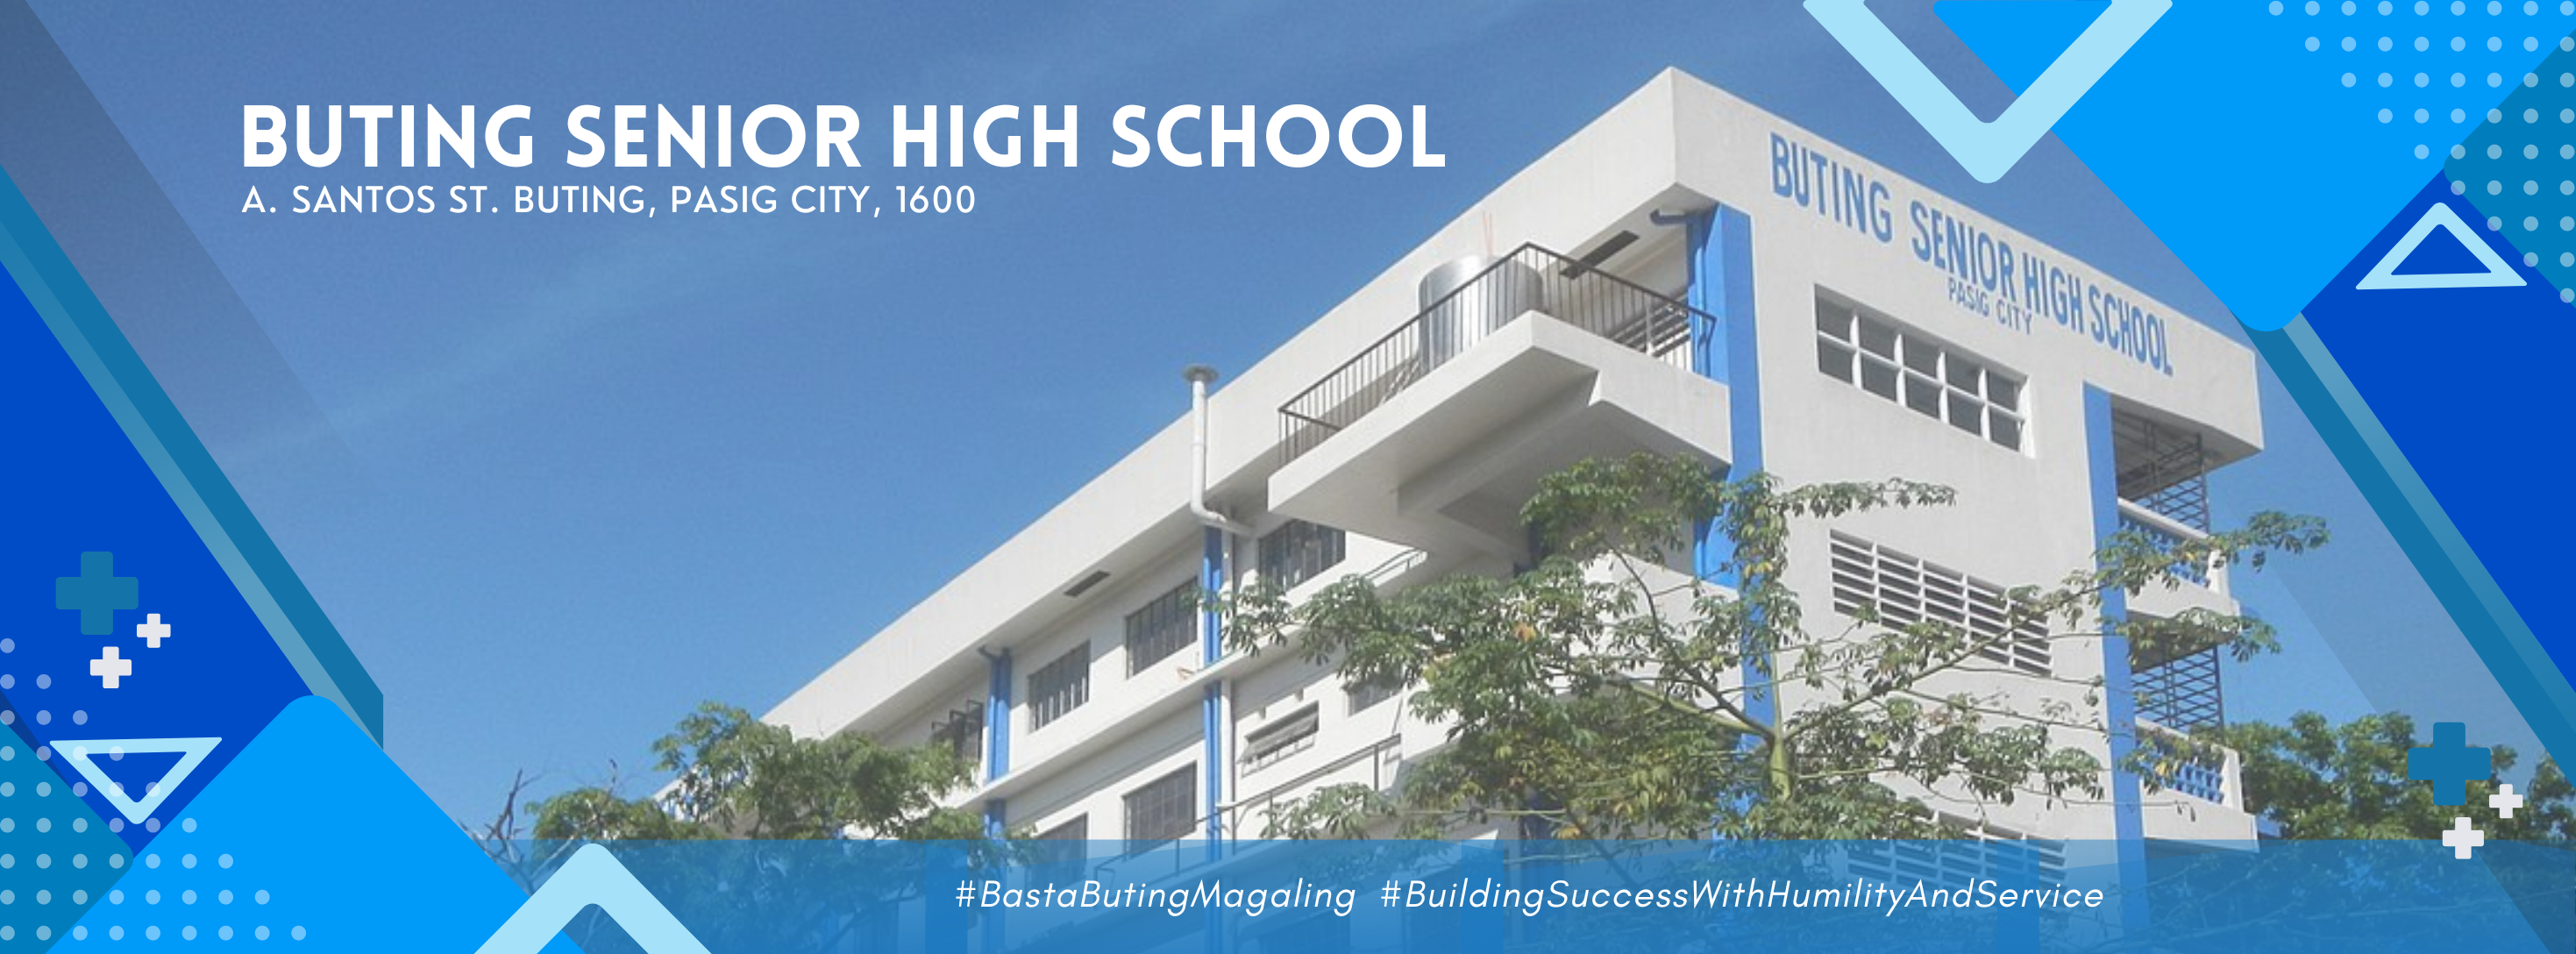 BUTING SENIOR HIGH SCHOOL
A. SANTOS ST. BUTING, PASIG CITY, 1600
BUTING SENIOR HIGH SCHOOL
PASIG CITY
#BastaButingMagaling #BuildingSuccessWithHumilityAndService